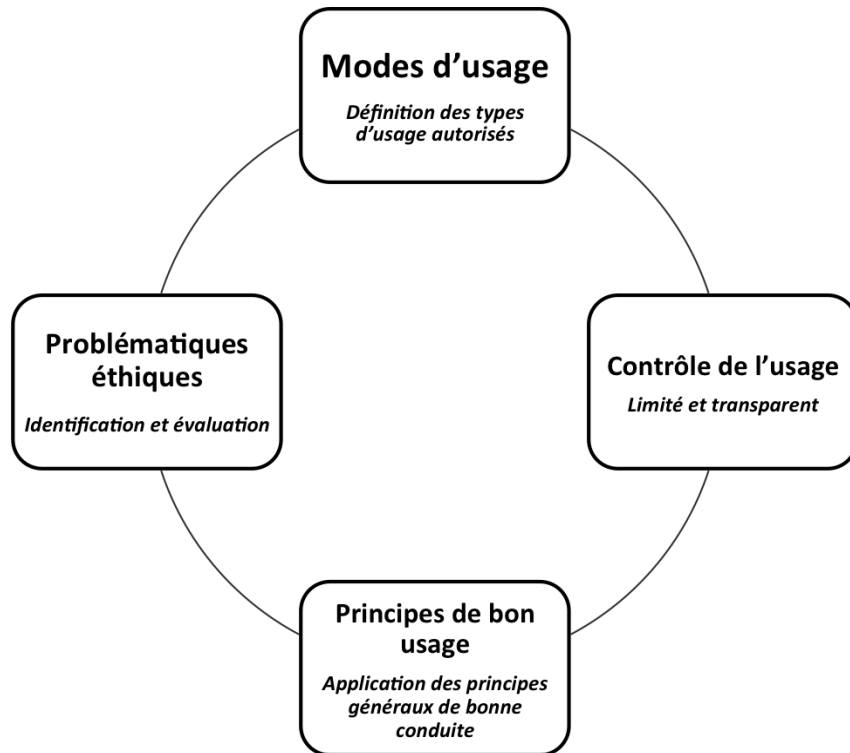 Modes d’usage
Définition des types
d’usage autorisés
Problématiques
éthiques
Identification et évaluation
Contrôle de l’usage
Limité et transparent
Principes de bon
usage
Application des principes
généraux de bonne
conduite